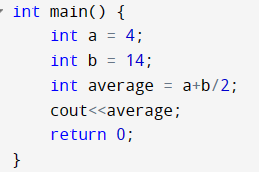 int main() {
    int a = 4;
    int b = 14;
    int average = a+b/2;
    cout<<average;
    return 0;
}